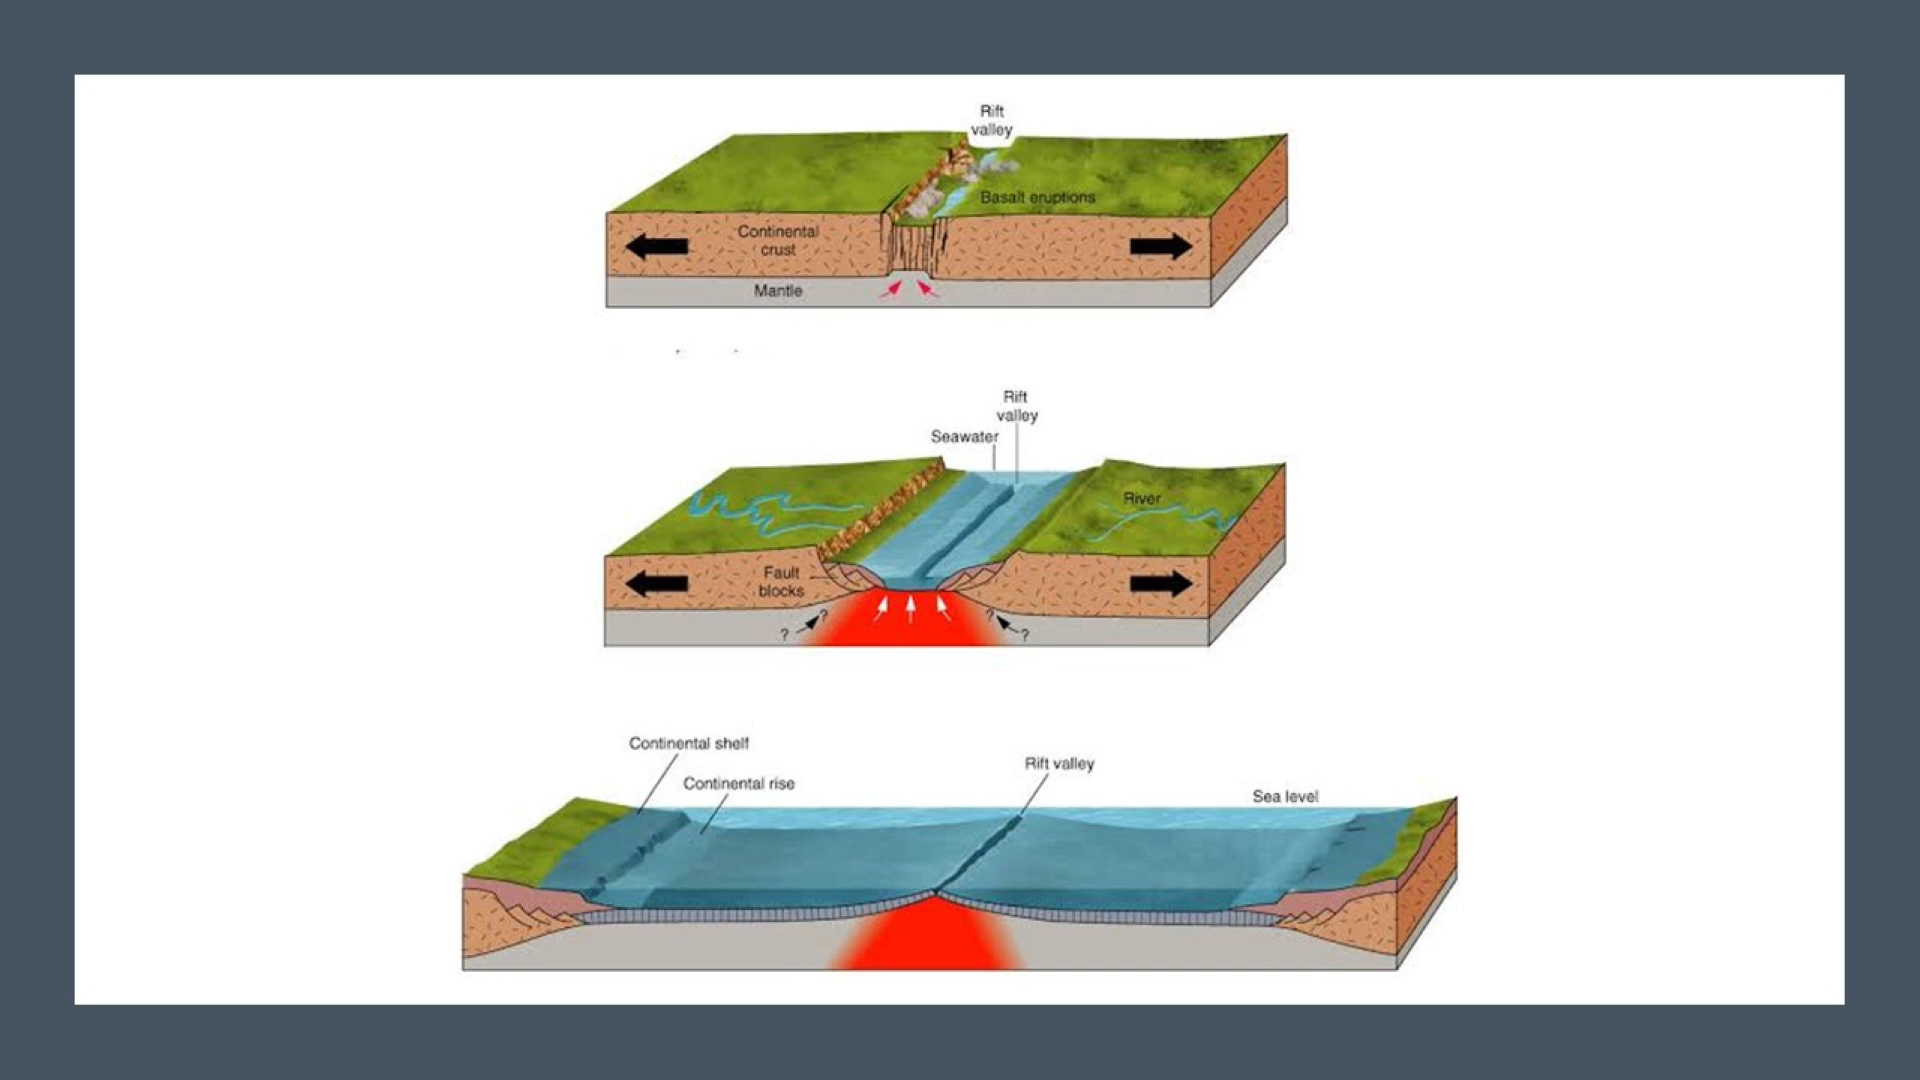 Rift
valley
Basalt eruptions
Continental
crust
Mantle
Rift
valley
Seawater
River
Fault
blocks
?
?
?
?
Continental shelf
Continental rise
Rift valley
Sea level